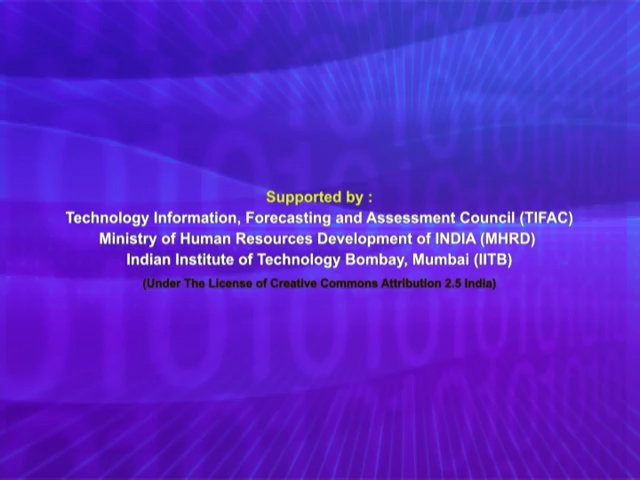 Supported by :
Technology Information, Forecasting and Assessment Council (TIFAC)
Ministry of Human Resources Development of INDIA (MHRD)
Indian Institute of Technology Bombay, Mumbai (IITB)
(Under The License of Creative Commons Attribution 2.5 India)